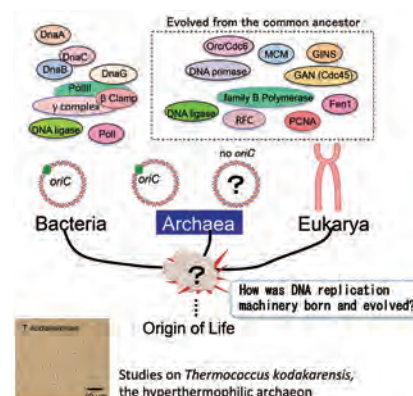 Evolved from the common ancestor
DnaA
DnaC
DnaB
DnaG
PolIII
β Clamp
γ complex
DNA ligase
PolI
Orc/Cdc6
MCM
GINS
DNA primase
GAN (Cdc45)
family B Polymerase
Fen1
DNA ligase
RFC
PCNA
no oriC
oriC
oriC
?
Bacteria
Archaea
Eukarya
?
How was DNA replication
machinery born and evolved?
Origin of Life
Studies on Thermococcus kodakarensis,
the hyperthermophilic archaeon